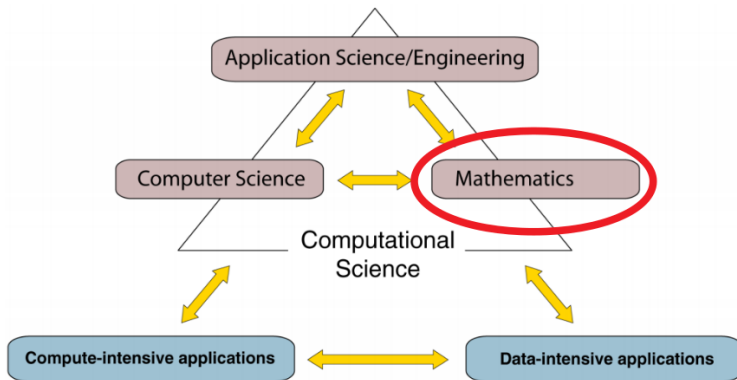 Application Science/Engineering
Computer Science
Mathematics
Computational
Science
Compute-intensive applications
Data-intensive applications